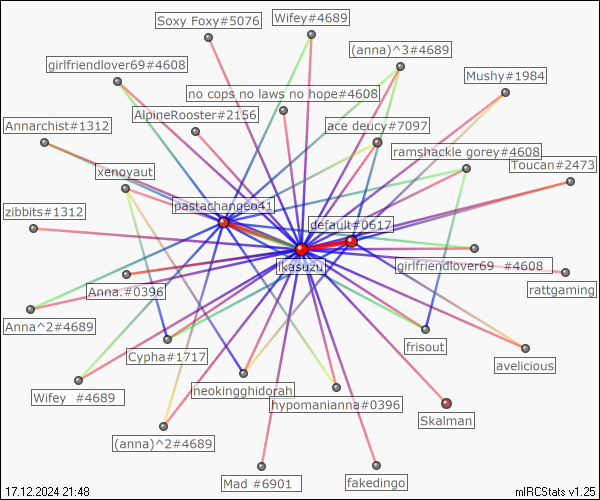 Soxy Foxy#5076
Wifey#4689
(anna)^3#4689
girlfriendlover69#4608
Mushy#1984
no cops no laws no hope#4608
AlpineRooster#2156
Annarchist#1312
ace deucy#7097
ramshackle gorey#4608
Toucan#2473
xenoyaut
pastachangeo41
zibbits#1312
default#0617
ikasuzu
girlfriendlover69 #4608
Anna.#0396
rattgaming
Anna^2#4689
Cypha#1717
frisout
avelicious
neokingghidorah
Wifey #4689
hypomanianna#0396
Skalman
(anna)^2#4689
Mad #6901
fakedingo
17.12.2024 21:48
mIRCStats v1.25